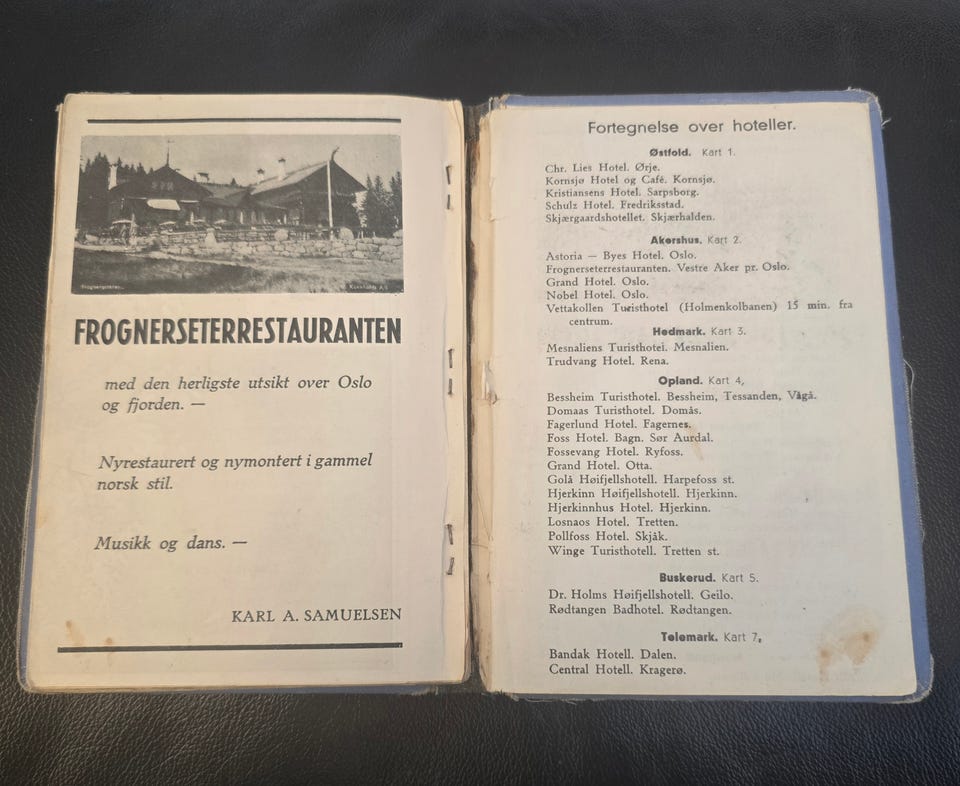 Frognerseteren.
FROGNERSETERRESTAURANTEN
med den herligste utsikt over Oslo
og fjorden. —
Nyrestaurert og nymontert i gammel
norsk stil.
Musikk og dans. —
KARL A. SAMUELSEN
Fortegnelse over hoteller.
Østfold. Kart 1.
Chr. Lies Hotel. Ørje.
Kornsjø Hotel og Café. Kornsjø.
Kristiansens Hotel. Sarpsborg.
Schulz Hotel. Fredriksstad.
Skjærgaardshotellet. Skjærhalden.
Akershus. Kart 2.
Astoria — Byes Hotel. Oslo.
Frognerseterrestauranten. Vestre Aker pr. Oslo.
Grand Hotel. Oslo.
Nobel Hotel. Oslo.
Vettakollen Turisthotel (Holmenkolbanen) 15 min. fra
centrum.
Hedmark. Kart 3.
Mesnaliens Turisthotel. Mesnalien.
Trudvang Hotel. Rena.
Opland. Kart 4,
Bessheim Turisthotel. Bessheim, Tessanden, Vågå.
Domaas Turisthotel. Domås.
Fagerlund Hotel. Fagernes.
Foss Hotel. Bagn. Sør Aurdal.
Fossevang Hotel. Ryfoss.
Grand Hotel. Otta.
Golå Høifjellshotell. Harpefoss st.
Hjerkinn Høifjellshotell. Hjerkinn.
Hjerkinnhus Hotel. Hjerkinn.
Losnaos Hotel. Tretten.
Pollfoss Hotel. Skjåk.
Winge Turisthotell. Tretten st.
Buskerud. Kart 5.
Dr. Holms Høifjellshotell. Geilo.
Rødtangen Badhotel. Rødtangen.
Telemark. Kart 7,
Bandak Hotell. Dalen.
Central Hotell. Kragerø.